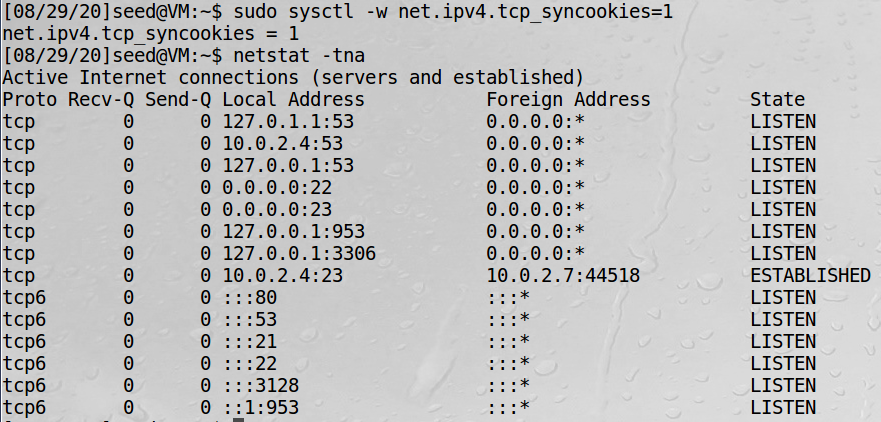 [08/29/20]seed@VM:~$ sudo sysctl -w net.ipv4.tcp_syncookies=1
net.ipv4.tcp_syncookies = 1
[08/29/20]seed@VM:~$ netstat -tna
Active Internet connections (servers and established)
Proto Recv-Q Send-Q Local Address           Foreign Address         State
tcp        0      0 127.0.1.1:53            0.0.0.0:*               LISTEN
tcp        0      0 10.0.2.4:53             0.0.0.0:*               LISTEN
tcp        0      0 127.0.0.1:53            0.0.0.0:*               LISTEN
tcp        0      0 0.0.0.0:22              0.0.0.0:*               LISTEN
tcp        0      0 0.0.0.0:23              0.0.0.0:*               LISTEN
tcp        0      0 127.0.0.1:953           0.0.0.0:*               LISTEN
tcp        0      0 127.0.0.1:3306          0.0.0.0:*               LISTEN
tcp        0      0 10.0.2.4:23             10.0.2.7:44518          ESTABLISHED
tcp6       0      0 :::80                   :::*                    LISTEN
tcp6       0      0 :::53                   :::*                    LISTEN
tcp6       0      0 :::21                   :::*                    LISTEN
tcp6       0      0 :::22                   :::*                    LISTEN
tcp6       0      0 :::3128                 :::*                    LISTEN
tcp6       0      0 ::1:953                 :::*                    LISTEN